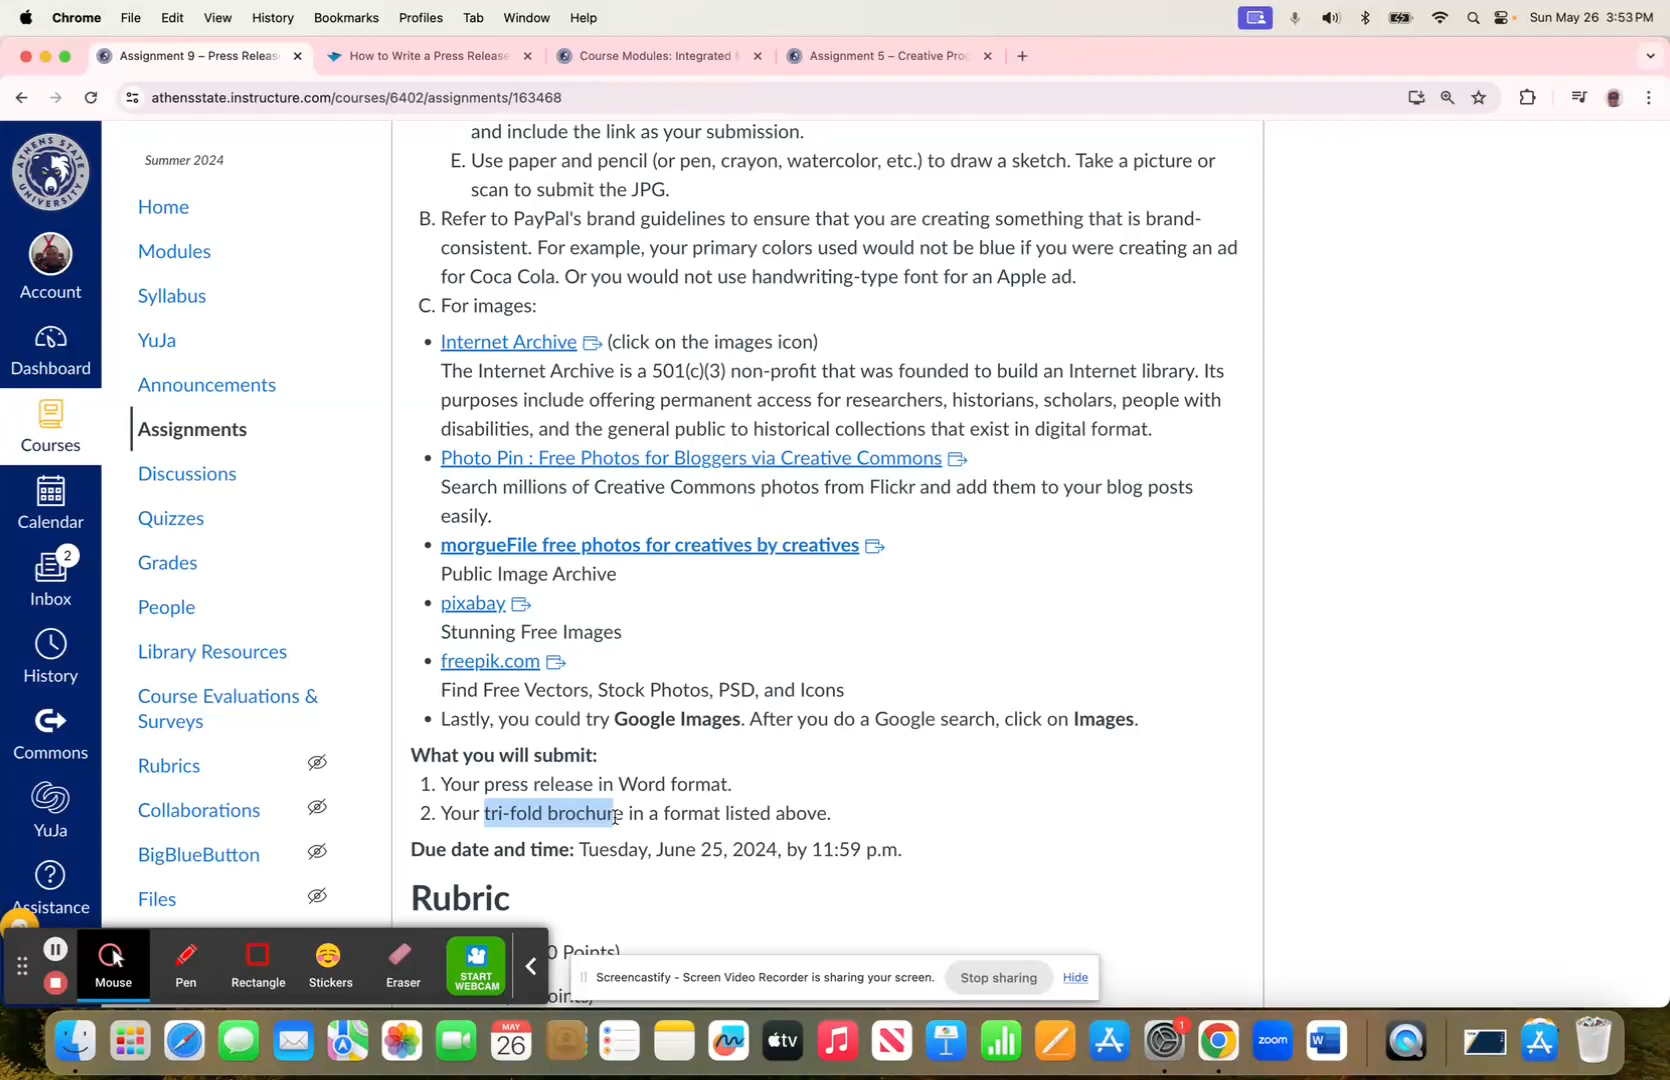 Chrome File Edit View History Bookmarks Profiles Tab Window Help Sun May 26 3:53 PM
Assignment 9 – Press Releas How to Write a Press Release Course Modules: Integrated Assignment 5 – Creative Pro
athensstate.instructure.com/courses/6402/assignments/163468
ATHENS STATE UNIVERSITY
Account
Dashboard
Courses
Calendar
2
Inbox
History
Commons
YuJa
Assistance
Summer 2024
Home
Modules
Syllabus
YuJa
Announcements
Assignments
Discussions
Quizzes
Grades
People
Library Resources
Course Evaluations &
Surveys
Rubrics
Collaborations
BigBlueButton
Files
and include the link as your submission.
E. Use paper and pencil (or pen, crayon, watercolor, etc.) to draw a sketch. Take a picture or
scan to submit the JPG.
B. Refer to PayPal's brand guidelines to ensure that you are creating something that is brand-
consistent. For example, your primary colors used would not be blue if you were creating an ad
for Coca Cola. Or you would not use handwriting-type font for an Apple ad.
C. For images:
• Internet Archive (click on the images icon)
The Internet Archive is a 501(c)(3) non-profit that was founded to build an Internet library. Its
purposes include offering permanent access for researchers, historians, scholars, people with
disabilities, and the general public to historical collections that exist in digital format.
• Photo Pin : Free Photos for Bloggers via Creative Commons
Search millions of Creative Commons photos from Flickr and add them to your blog posts
easily.
• morgueFile free photos for creatives by creatives
Public Image Archive
• pixabay
Stunning Free Images
• freepik.com
Find Free Vectors, Stock Photos, PSD, and Icons
• Lastly, you could try Google Images. After you do a Google search, click on Images.
What you will submit:
1. Your press release in Word format.
2. Your tri-fold brochure in a format listed above.
Due date and time: Tuesday, June 25, 2024, by 11:59 p.m.
Rubric
0 Points)
oints)
Mouse Pen Rectangle Stickers Eraser START
WEBCAM
Screencastify - Screen Video Recorder is sharing your screen. Stop sharing Hide
MAY
26
tv
1
zoom
W